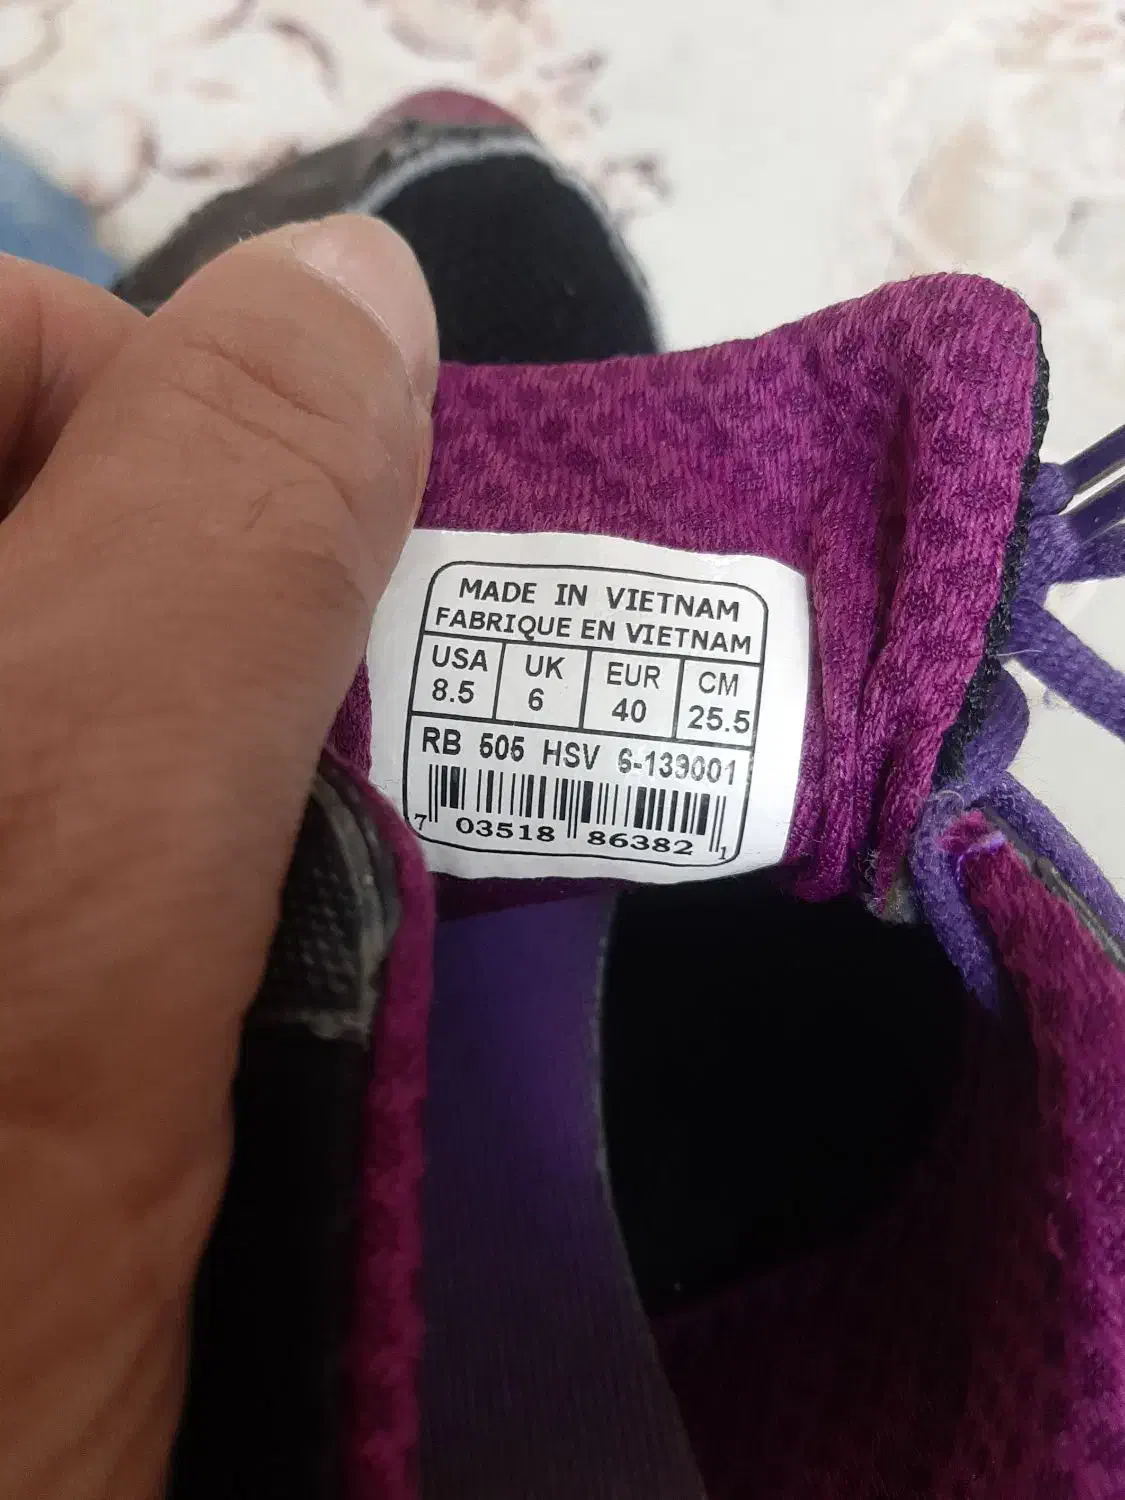 MADE IN VIETNAM
FABRIQUE EN VIETNAM
USA UK EUR CM
8.5 6 40 25.5
RB 505 HSV 6-139001
7 03518 86382 1